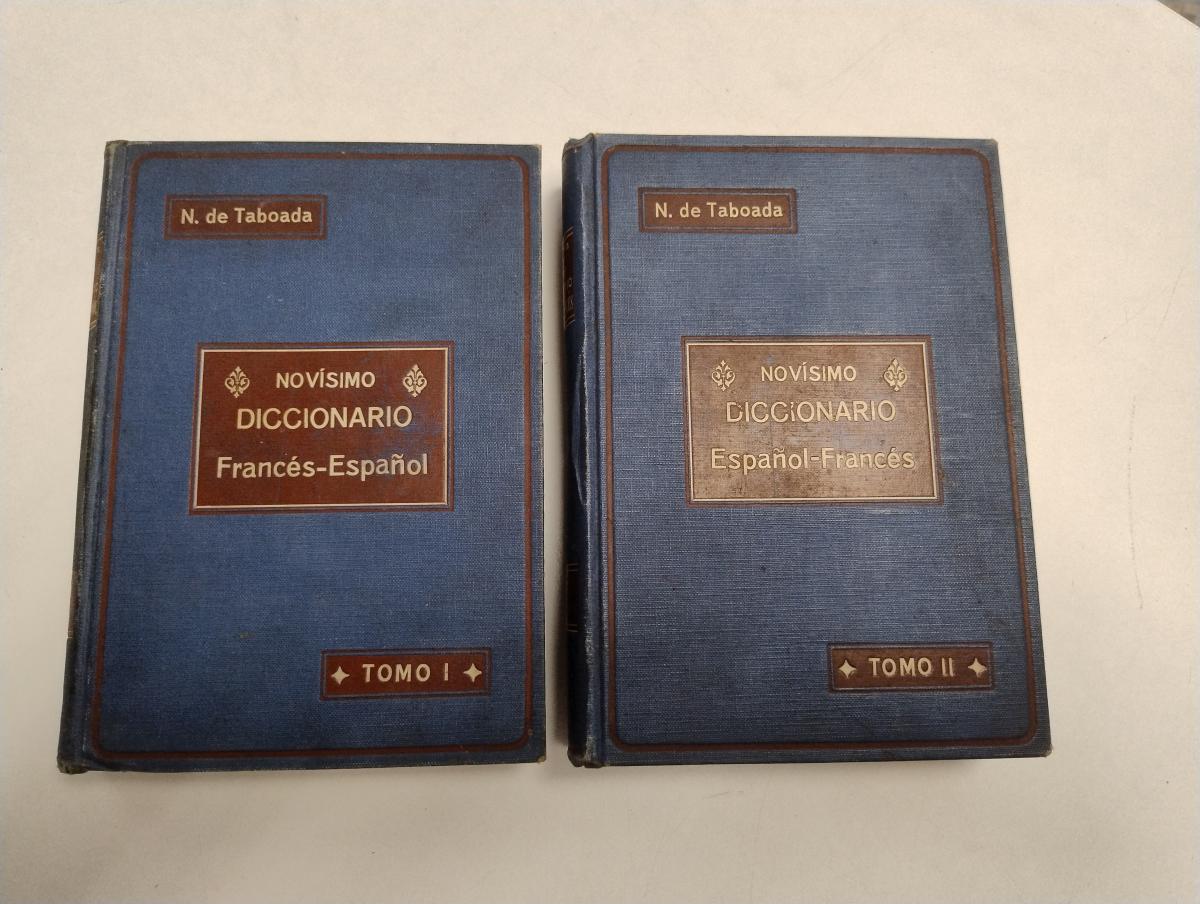 N. de Taboada
NOVÍSIMO
DICCIONARIO
Francés-Español
TOMO I
N. de Taboada
NOVÍSIMO
DICCIONARIO
Español-Francés
TOMO II